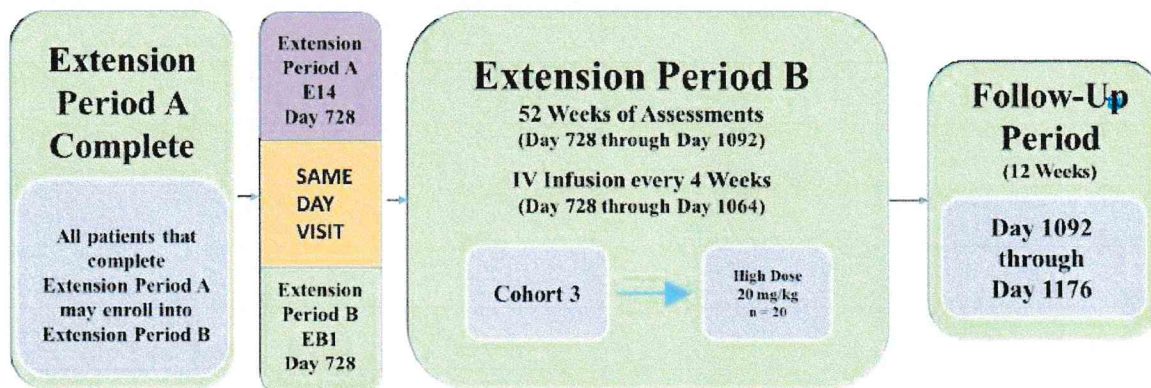 Extension
Period A
Complete
All patients that
complete
Extension Period A
may enroll into
Extension Period B
Extension
Period A
E14
Day 728
SAME
DAY
VISIT
Extension
Period B
EB1
Day 728
Extension Period B
52 Weeks of Assessments
(Day 728 through Day 1092)
IV Infusion every 4 Weeks
(Day 728 through Day 1064)
Cohort 3
High Dose
20 mg/kg
n = 20
Follow-Up
Period
(12 Weeks)
Day 1092
through
Day 1176